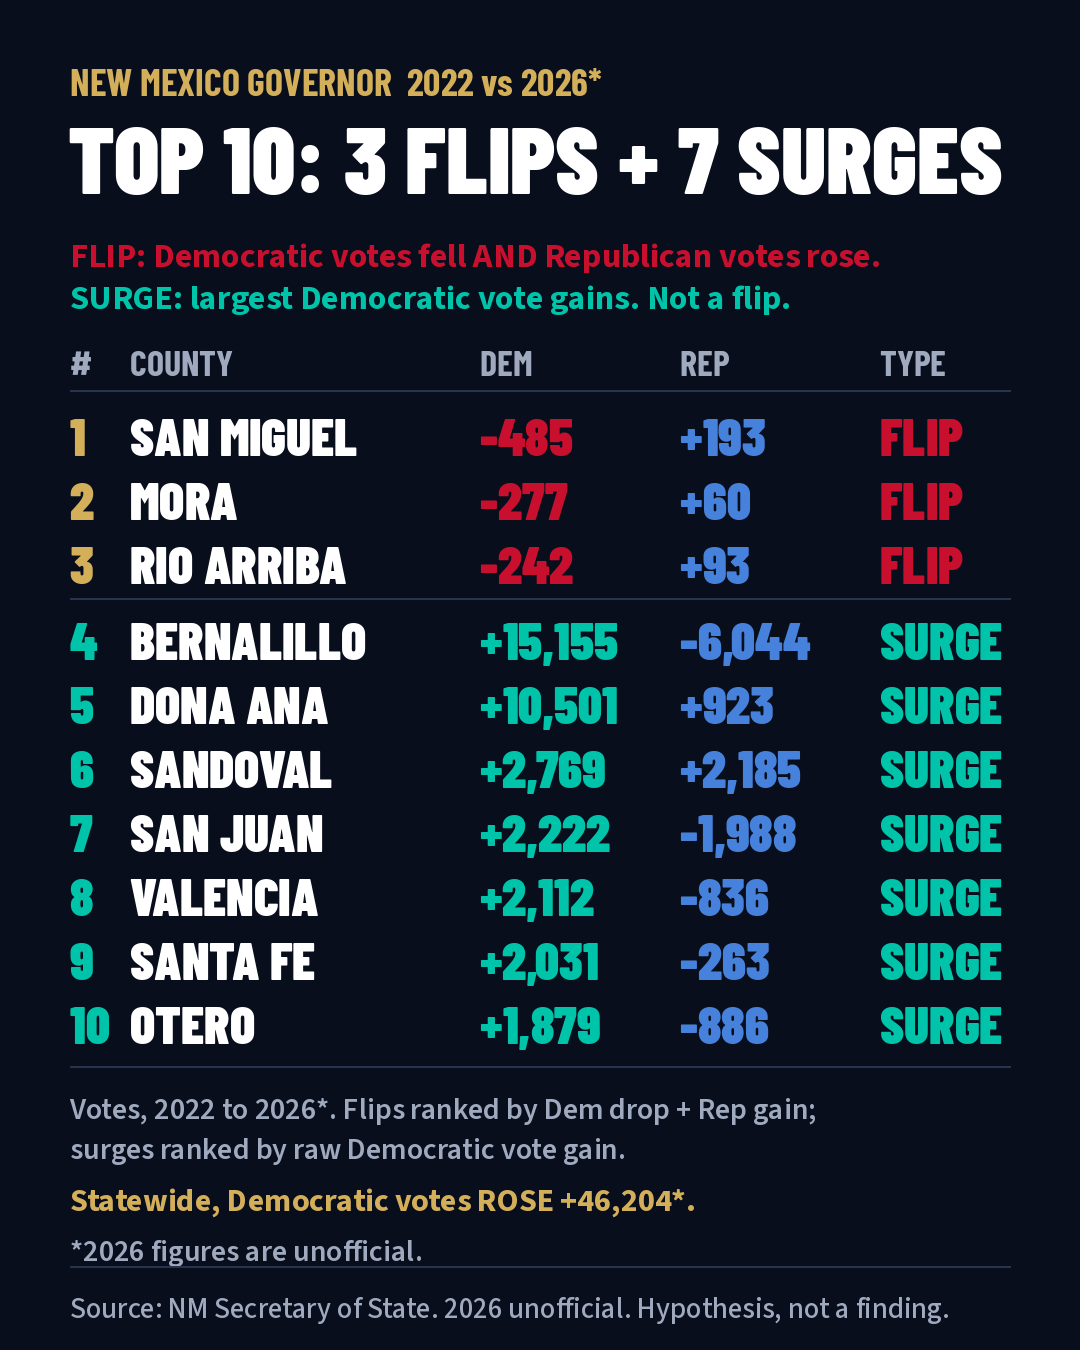 NEW MEXICO GOVERNOR 2022 vs 2026*
TOP 10: 3 FLIPS + 7 SURGES
FLIP: Democratic votes fell AND Republican votes rose.
SURGE: largest Democratic vote gains. Not a flip.
# COUNTY DEM REP TYPE
1 SAN MIGUEL -485 +193 FLIP
2 MORA -277 +60 FLIP
3 RIO ARRIBA -242 +93 FLIP
4 BERNALILLO +15,155 -6,044 SURGE
5 DONA ANA +10,501 +923 SURGE
6 SANDOVAL +2,769 +2,185 SURGE
7 SAN JUAN +2,222 -1,988 SURGE
8 VALENCIA +2,112 -836 SURGE
9 SANTA FE +2,031 -263 SURGE
10 OTERO +1,879 -886 SURGE
Votes, 2022 to 2026*. Flips ranked by Dem drop + Rep gain;
surges ranked by raw Democratic vote gain.
Statewide, Democratic votes ROSE +46,204*.
*2026 figures are unofficial.
Source: NM Secretary of State. 2026 unofficial. Hypothesis, not a finding.